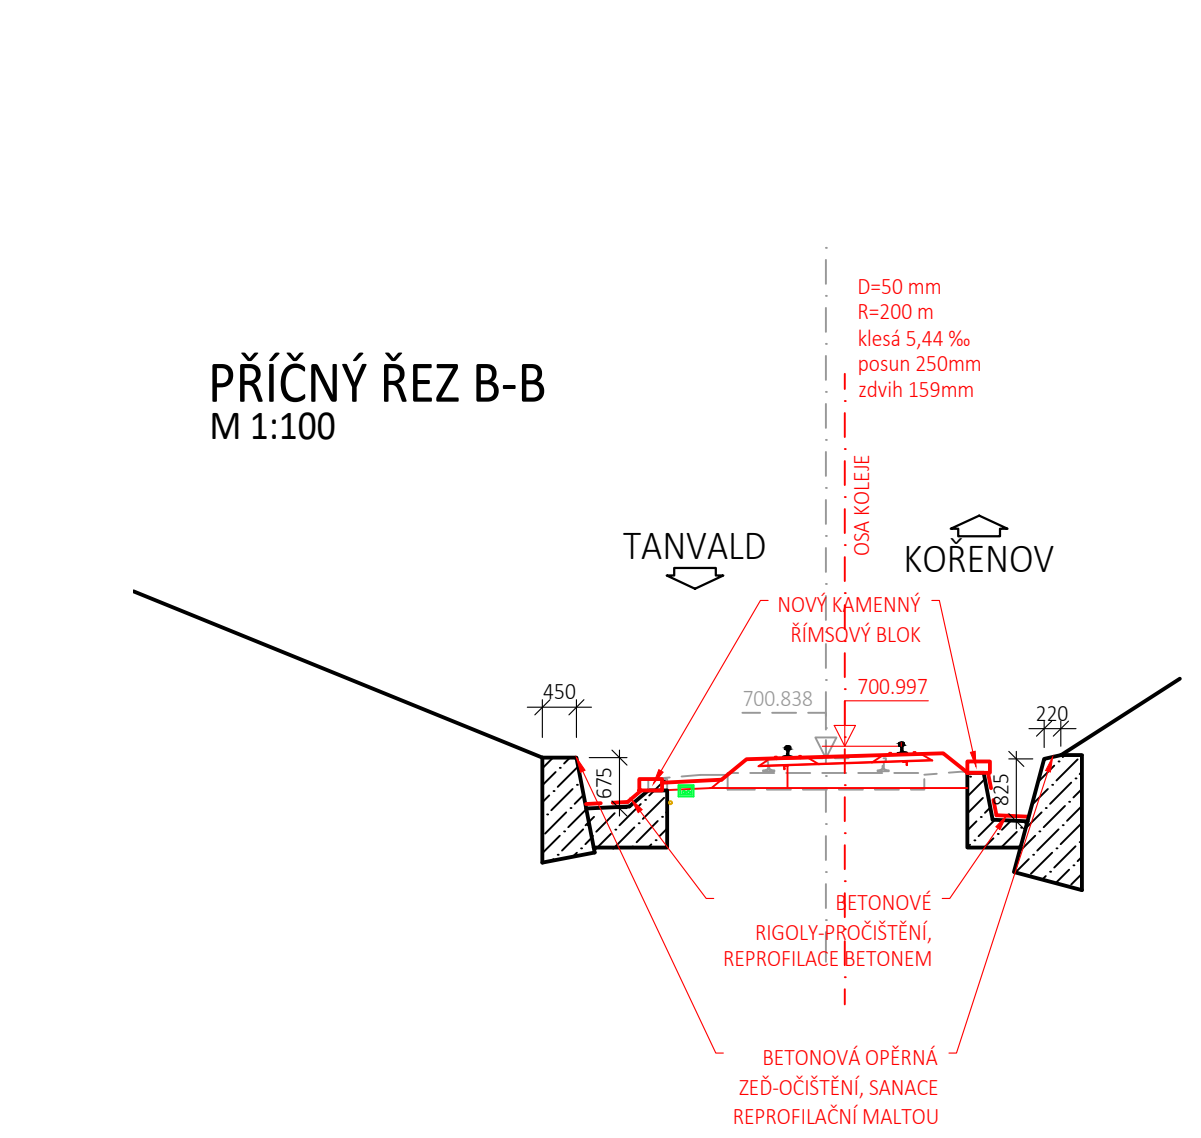 D=50 mm
R=200 m
klesá 5,44 ‰
posun 250mm
zdvih 159mm
PŘÍČNÝ ŘEZ B-B
M 1:100
OSA KOLEJE
TANVALD
KOŘENOV
NOVÝ KAMENNÝ
ŘÍMSOVÝ BLOK
450
700.838
700.997
220
675
825
BETONOVÉ
RIGOLY-PROČIŠTĚNÍ,
REPROFILACE BETONEM
BETONOVÁ OPĚRNÁ
ZEĎ-OČIŠTĚNÍ, SANACE
REPROFILAČNÍ MALTOU